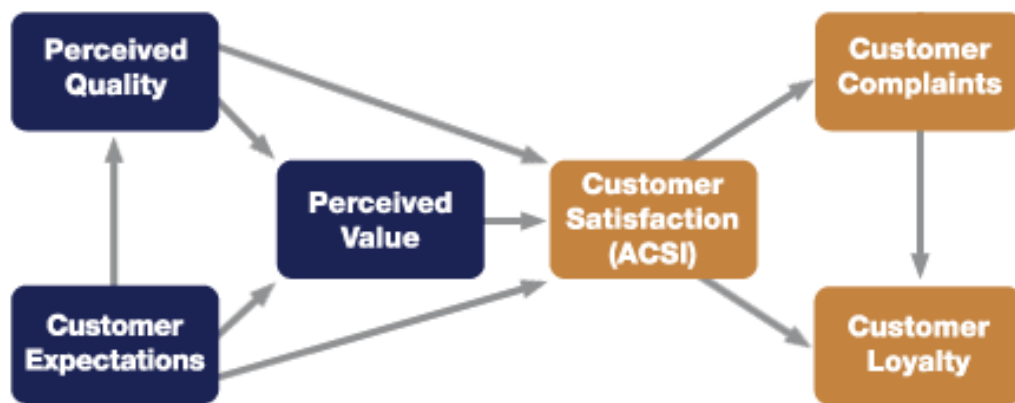 Perceived
Quality
Customer
Complaints
Perceived
Value
Customer
Satisfaction
(ACSI)
Customer
Expectations
Customer
Loyalty